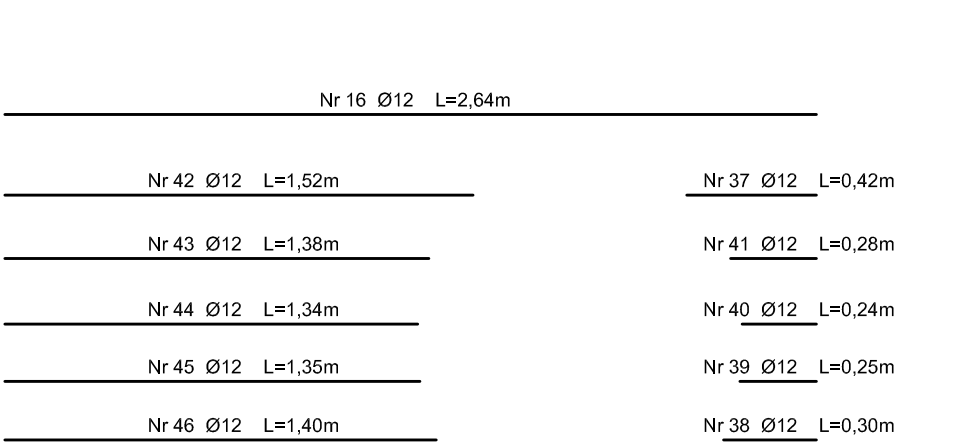 Nr 16 Ø12 L=2,64m
Nr 42 Ø12 L=1,52m Nr 37 Ø12 L=0,42m
Nr 43 Ø12 L=1,38m Nr 41 Ø12 L=0,28m
Nr 44 Ø12 L=1,34m Nr 40 Ø12 L=0,24m
Nr 45 Ø12 L=1,35m Nr 39 Ø12 L=0,25m
Nr 46 Ø12 L=1,40m Nr 38 Ø12 L=0,30m